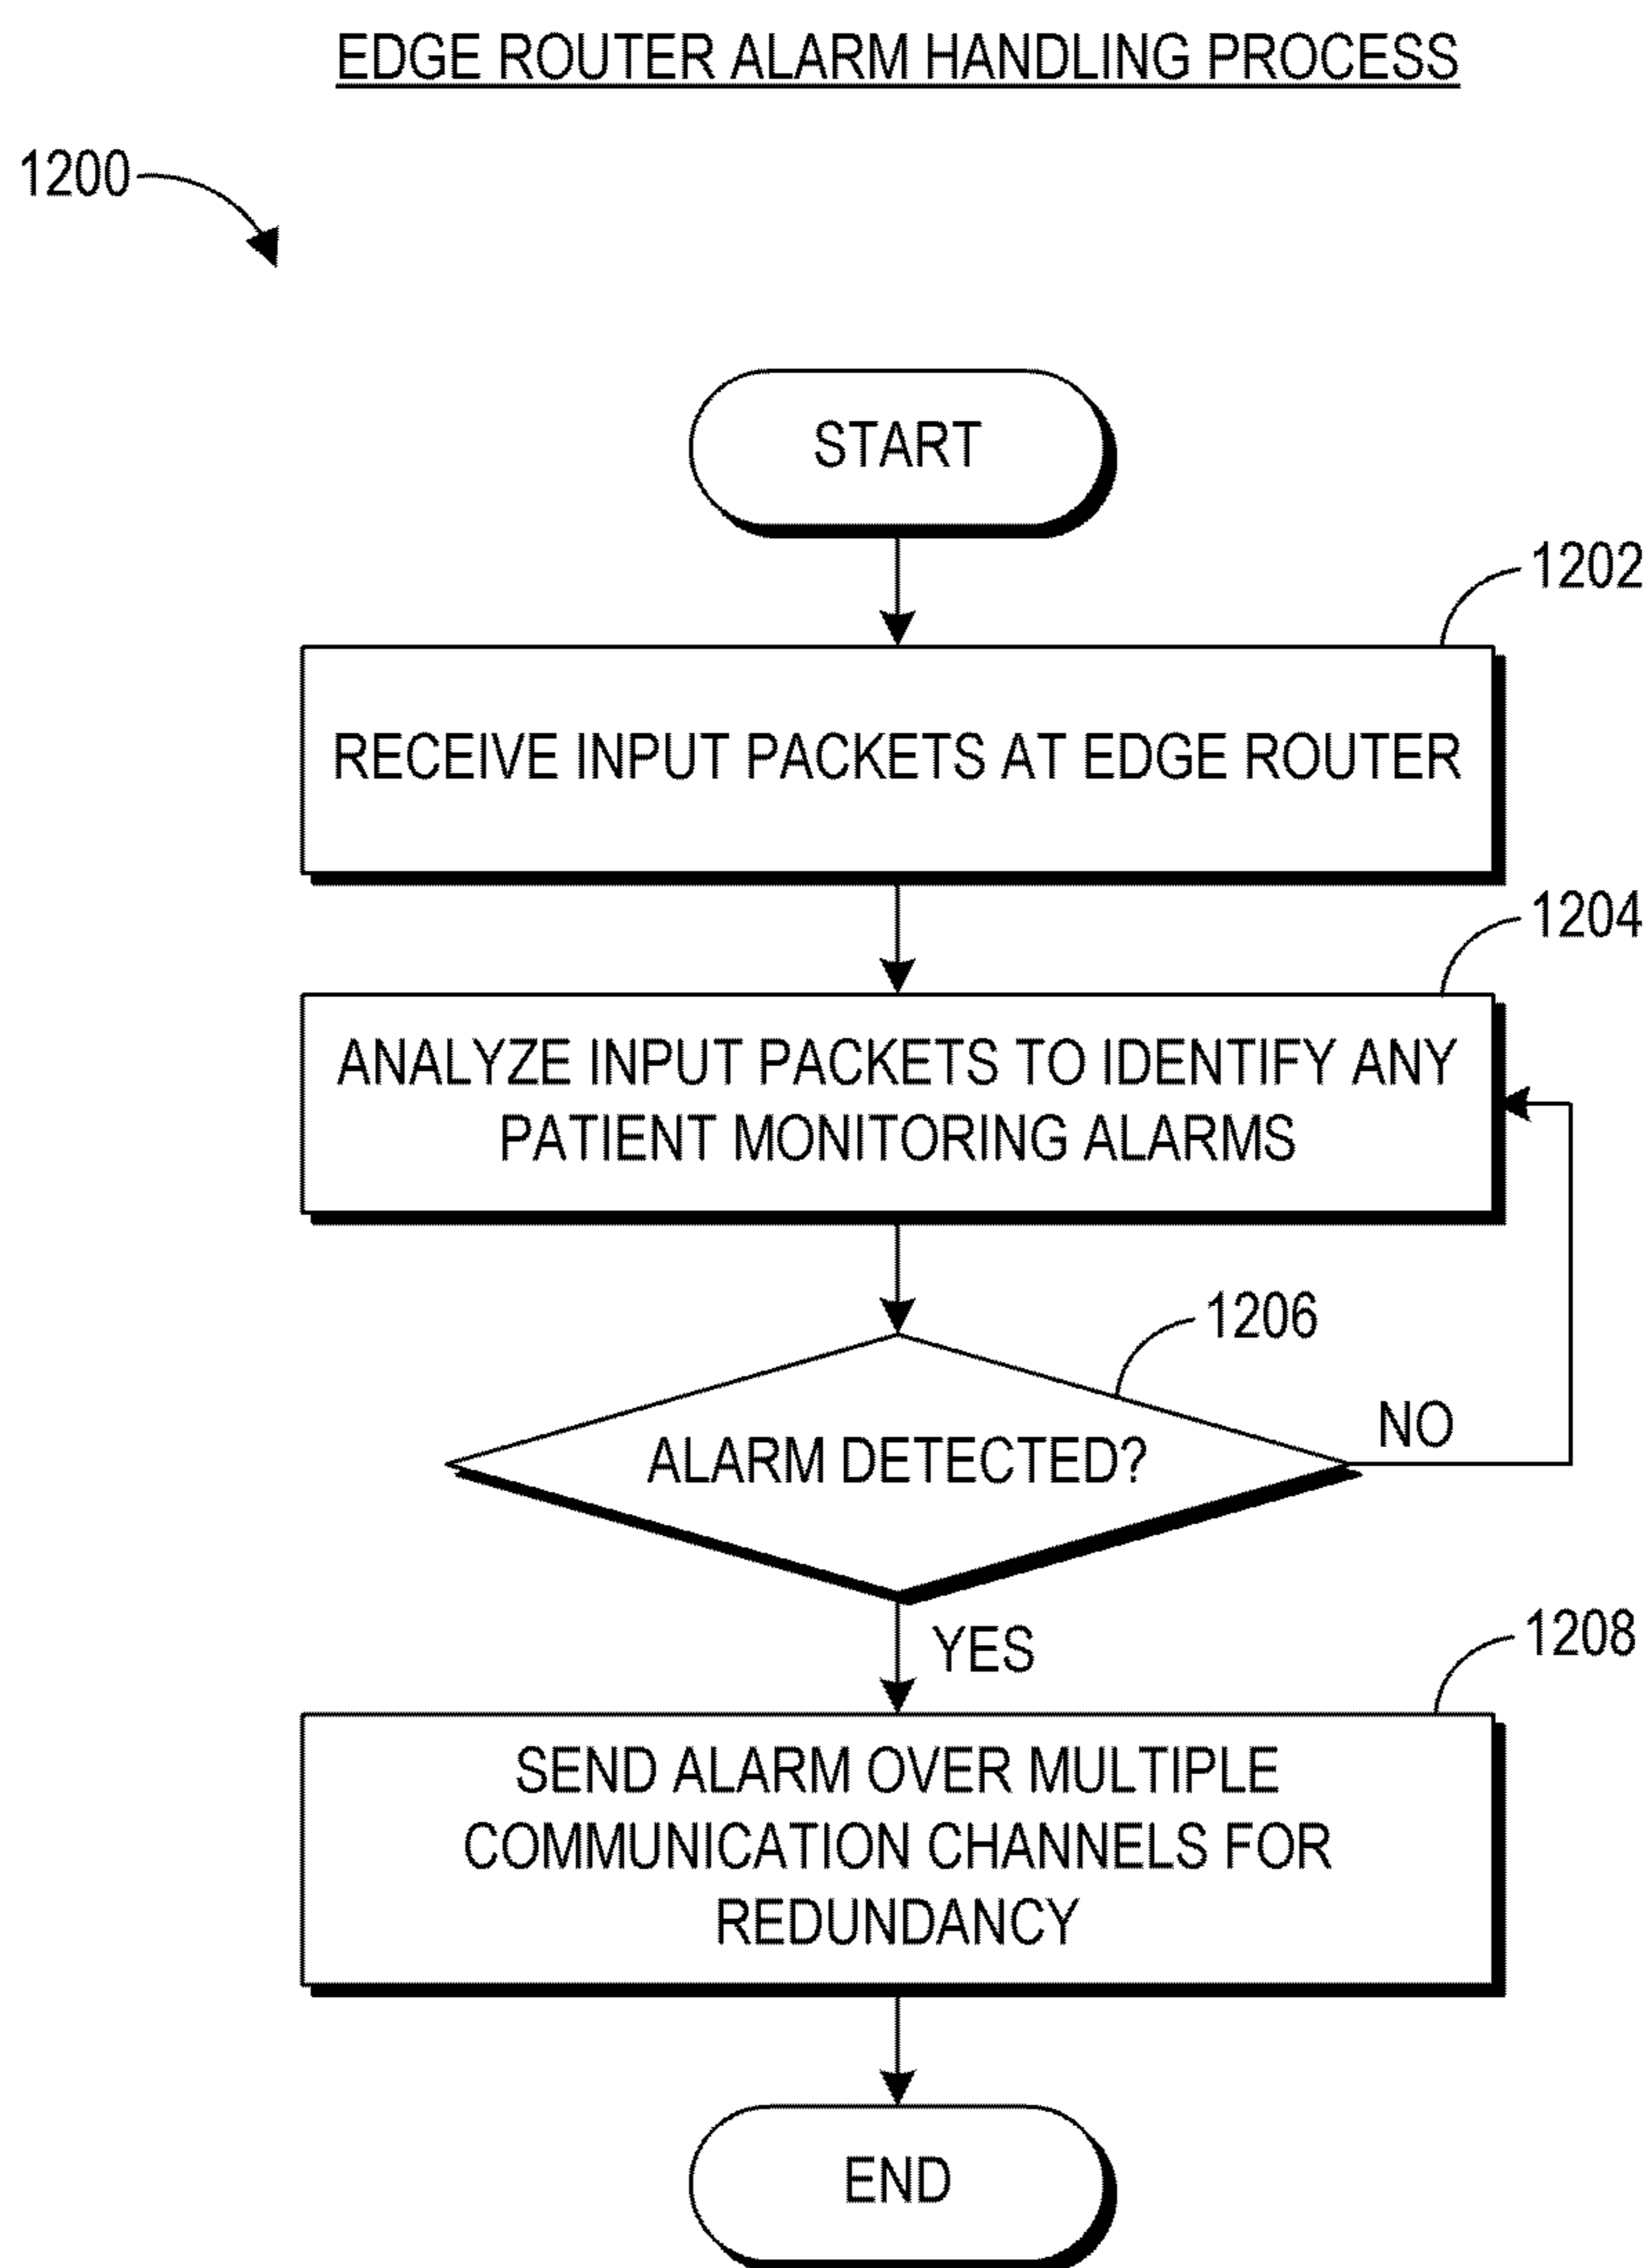 EDGE ROUTER ALARM HANDLING PROCESS
1200
START
1202
RECEIVE INPUT PACKETS AT EDGE ROUTER
1204
ANALYZE INPUT PACKETS TO IDENTIFY ANY
PATIENT MONITORING ALARMS
1206
ALARM DETECTED?
NO
YES
1208
SEND ALARM OVER MULTIPLE
COMMUNICATION CHANNELS FOR
REDUNDANCY
END